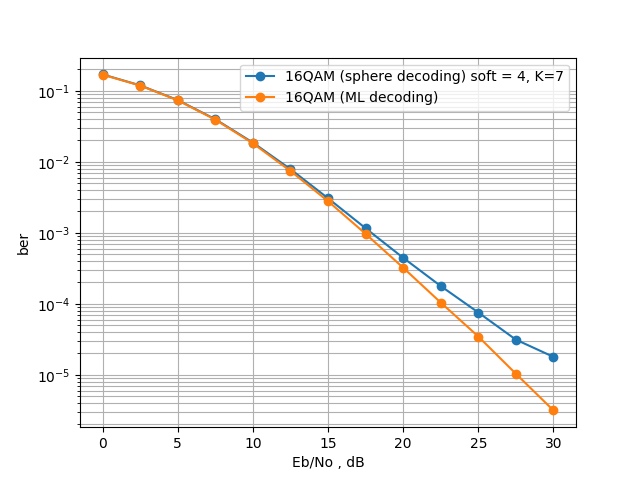 16QAM (sphere decoding) soft = 4, K=7
16QAM (ML decoding)
10⁻¹
10⁻²
10⁻³
10⁻⁴
10⁻⁵
ber
0 5 10 15 20 25 30
Eb/No , dB